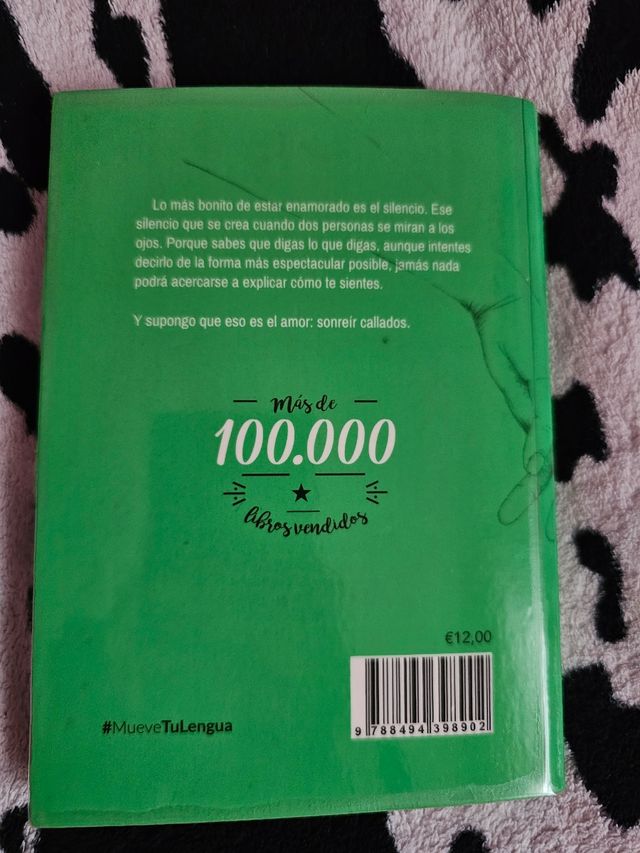 Lo más bonito de estar enamorado es el silencio. Ese
silencio que se crea cuando dos personas se miran a los
ojos. Porque sabes que digas lo que digas, aunque intentes
decirlo de la forma más espectacular posible, jamás nada
podrá acercarse a explicar cómo te sientes.
Y supongo que eso es el amor: sonreír callados.
Más de
100.000
libros vendidos
€12,00
#MueveTuLengua
9 788494 398902